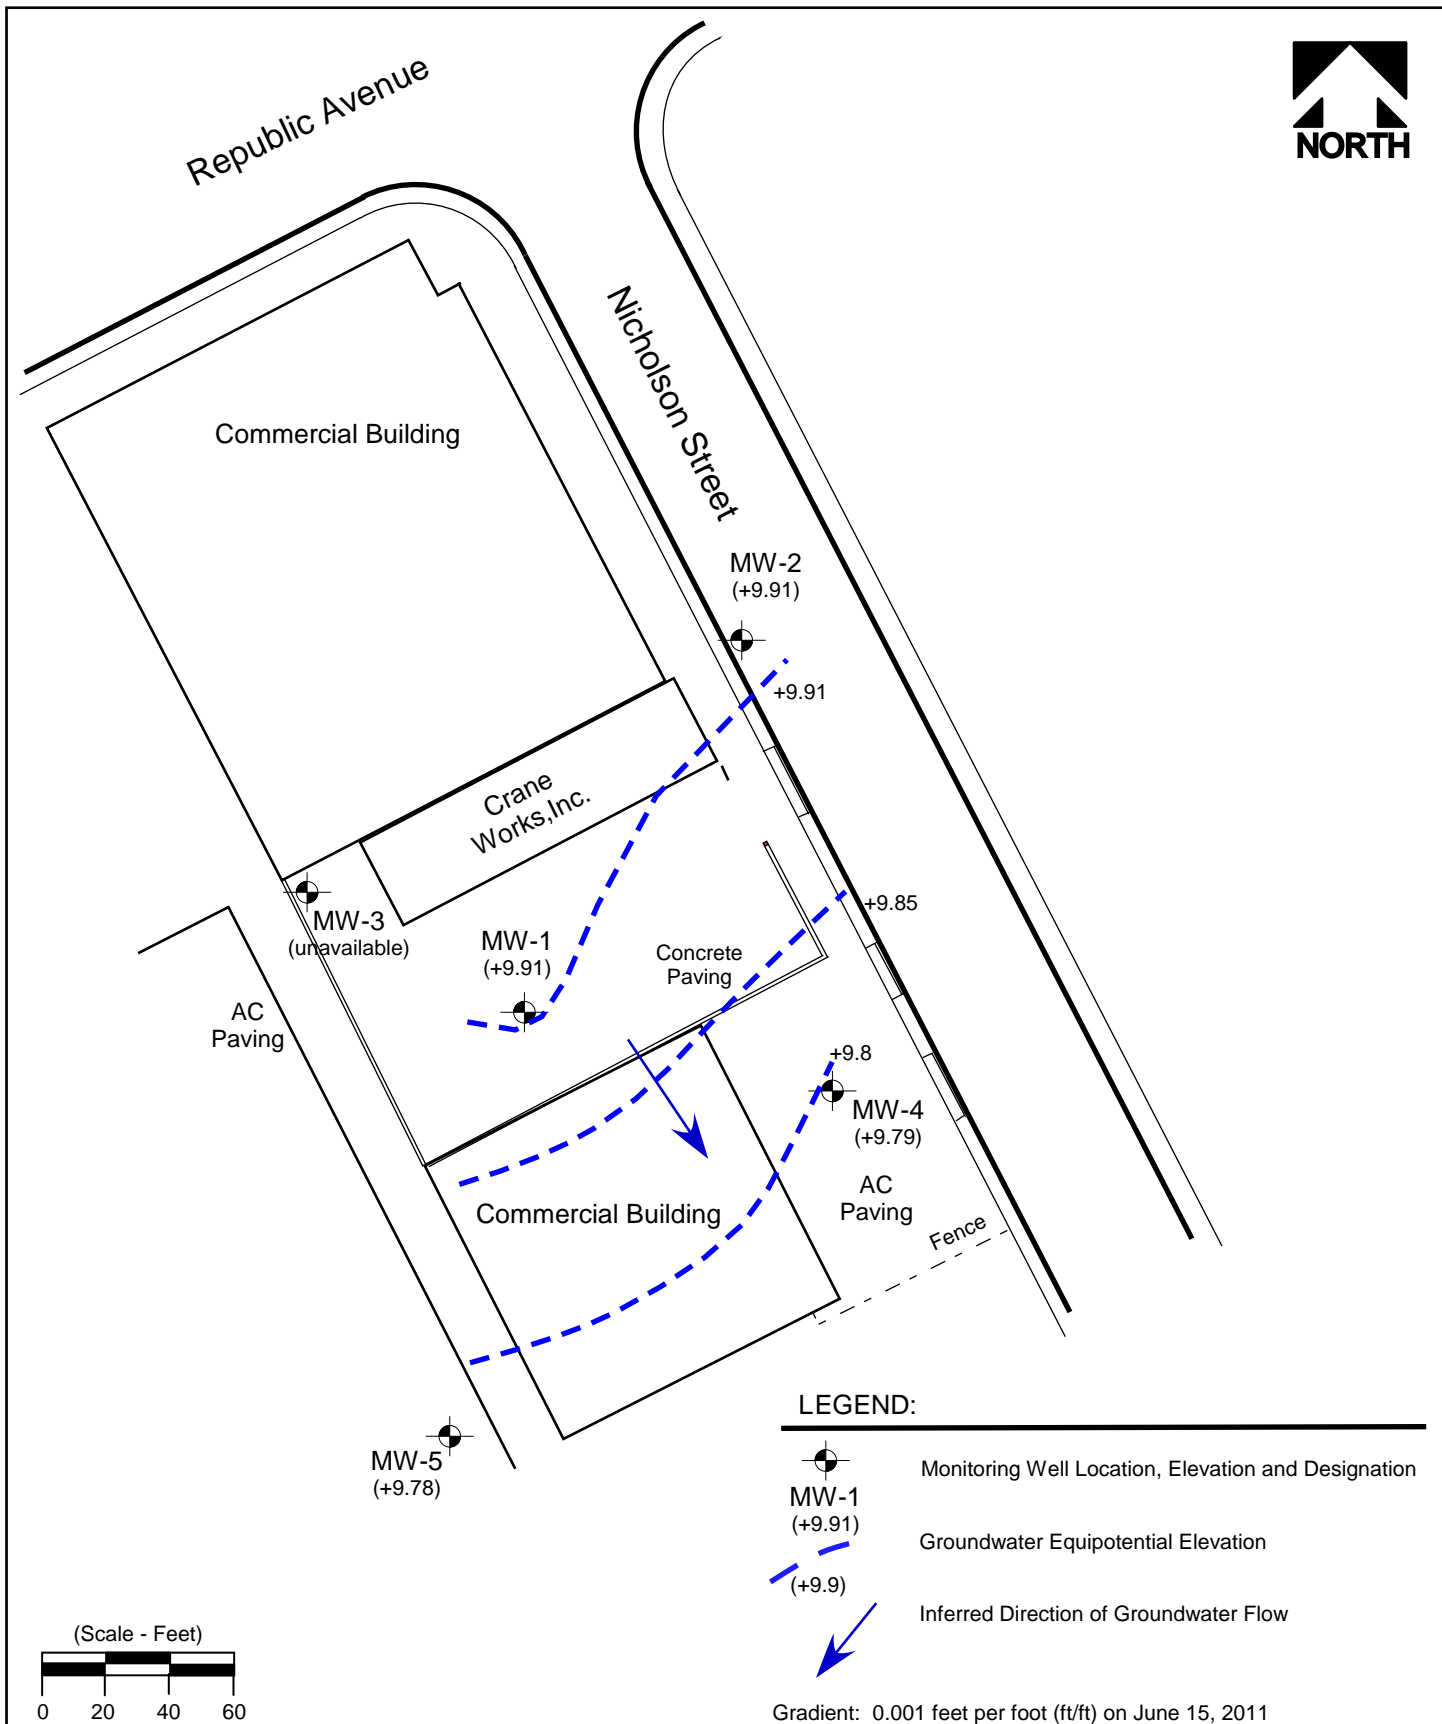 Republic Avenue
NORTH
Nicholson Street
Commercial Building
MW-2
(+9.91)
+9.91
Crane
Works,Inc.
MW-3
(unavailable)
MW-1
(+9.91)
Concrete
Paving
+9.85
AC
Paving
+9.8
MW-4
(+9.79)
AC
Paving
Commercial Building
Fence
MW-5
(+9.78)
LEGEND:
Monitoring Well Location, Elevation and Designation
MW-1
(+9.91)
Groundwater Equipotential Elevation
(+9.9)
Inferred Direction of Groundwater Flow
(Scale - Feet)
0 20 40 60
Gradient: 0.001 feet per foot (ft/ft) on June 15, 2011